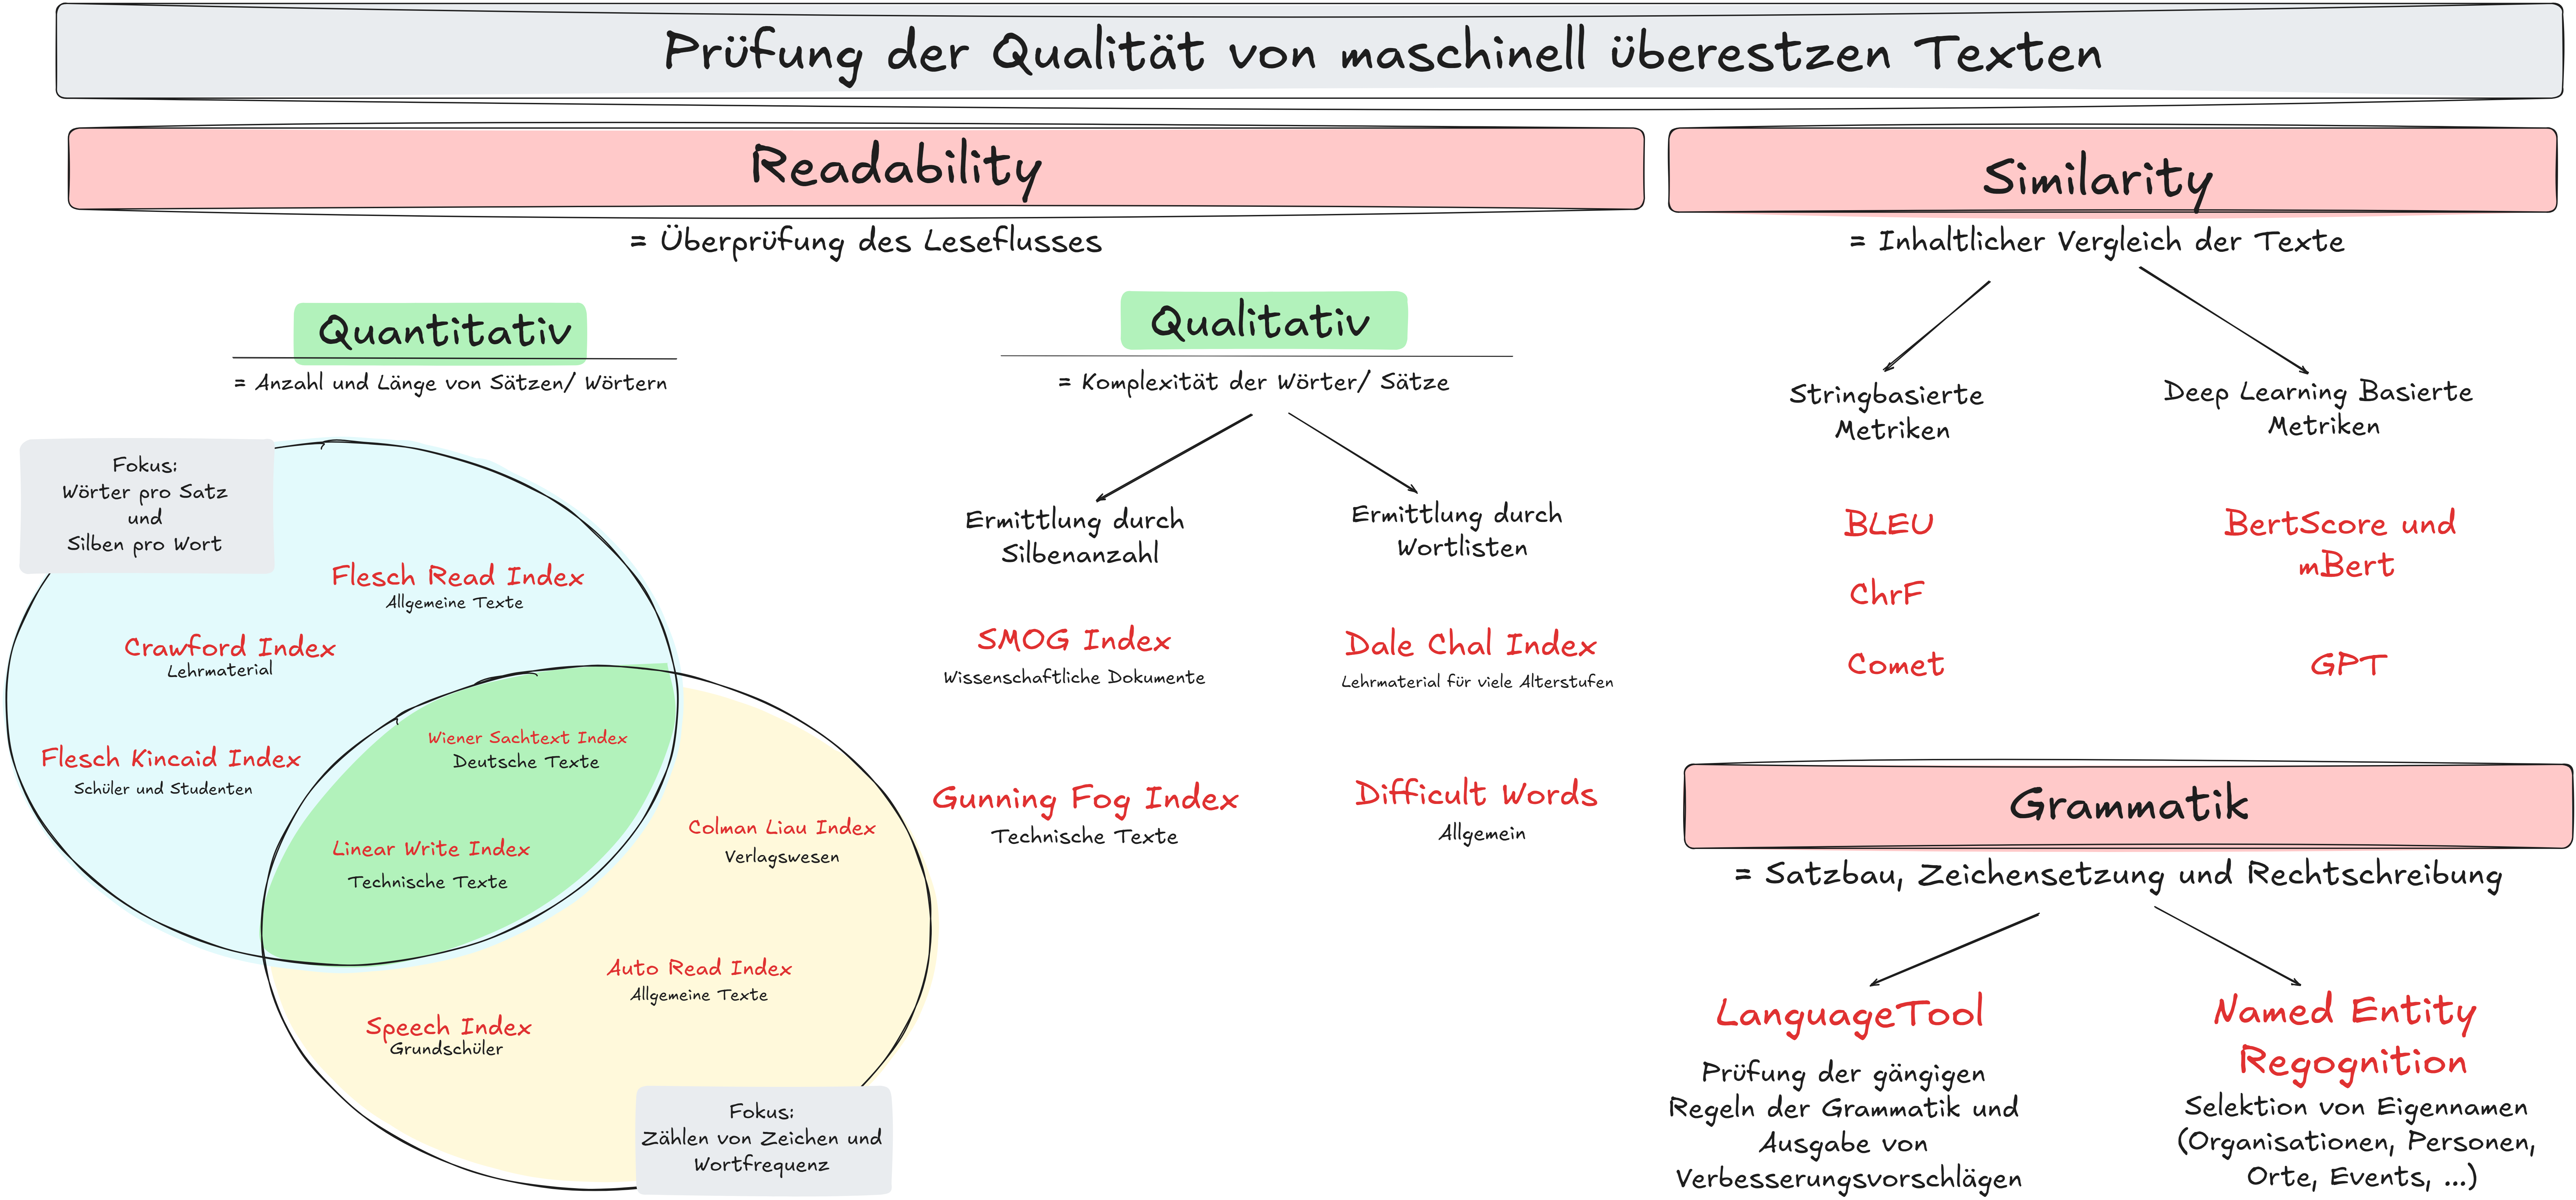 Prüfung der Qualität von maschinell überestzen Texten
Readability
= Überprüfung des Leseflusses
Quantitativ
= Anzahl und Länge von Sätzen/ Wörtern
Fokus:
Wörter pro Satz
und
Silben pro Wort
Flesch Read Index
Allgemeine Texte
Crawford Index
Lehrmaterial
Flesch Kincaid Index
Schüler und Studenten
Wiener Sachtext Index
Deutsche Texte
Linear Write Index
Technische Texte
Colman Liau Index
Verlagswesen
Auto Read Index
Allgemeine Texte
Speech Index
Grundschüler
Fokus:
Zählen von Zeichen und
Wortfrequenz
Qualitativ
= Komplexität der Wörter/ Sätze
Ermittlung durch
Silbenanzahl
SMOG Index
Wissenschaftliche Dokumente
Gunning Fog Index
Technische Texte
Ermittlung durch
Wortlisten
Dale Chal Index
Lehrmaterial für viele Alterstufen
Difficult Words
Allgemein
Similarity
= Inhaltlicher Vergleich der Texte
Stringbasierte
Metriken
BLEU
ChrF
Comet
Deep Learning Basierte
Metriken
BertScore und
mBert
GPT
Grammatik
= Satzbau, Zeichensetzung und Rechtschreibung
LanguageTool
Prüfung der gängigen
Regeln der Grammatik und
Ausgabe von
Verbesserungsvorschlägen
Named Entity
Regognition
Selektion von Eigennamen
(Organisationen, Personen,
Orte, Events, ...)